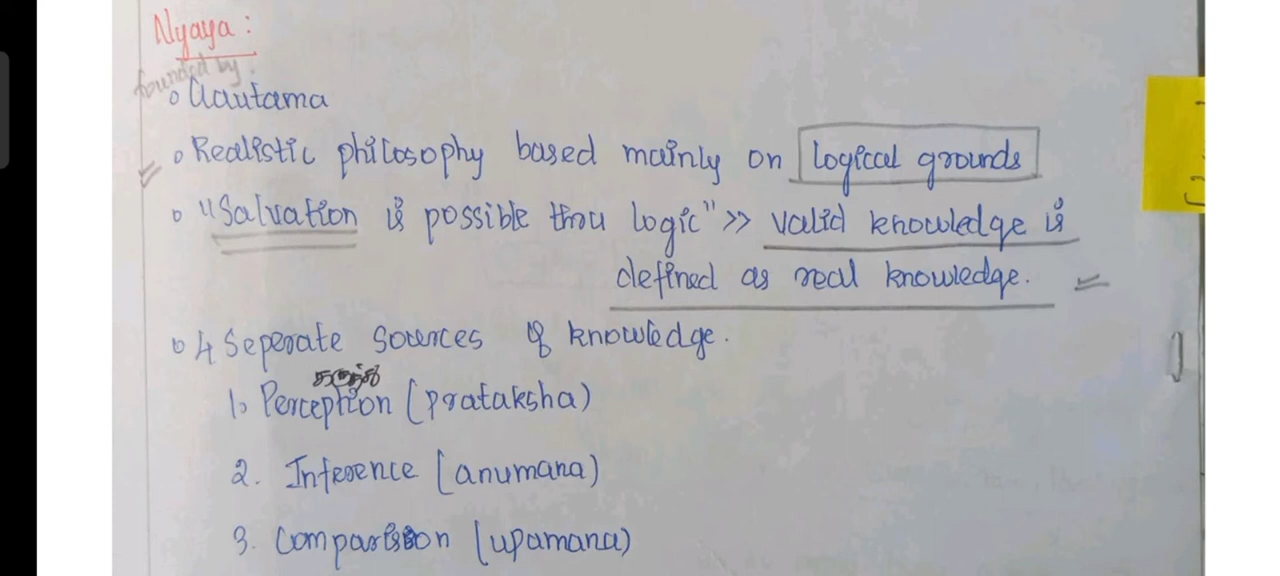 Nyaya :
founded by :
Gautama
Realistic philosophy based mainly on logical grounds
"Salvation is possible thru logic" >> valid knowledge is
defined as real knowledge.
4 Seperate sources of knowledge.
1. Perception (prataksha)
2. Inference (anumana)
3. Comparision (upamana)